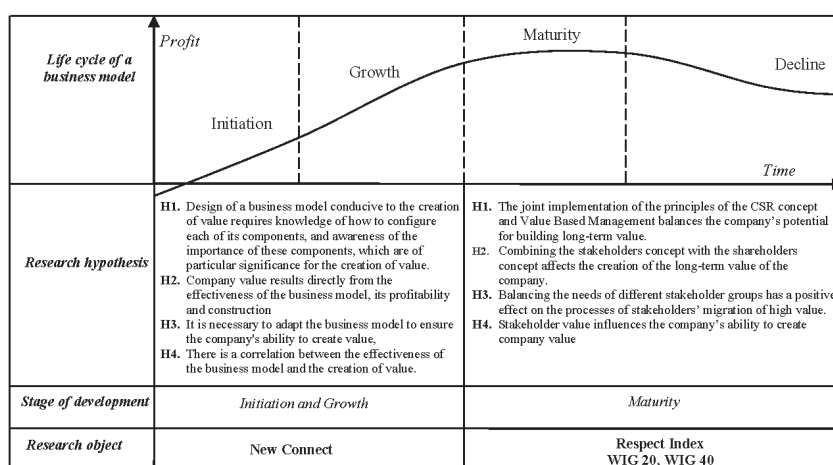 Life cycle of a
business model
Profit
Initiation
Growth
Maturity
Decline
Time
Research hypothesis
H1. Design of a business model conducive to the creation
of value requires knowledge of how to configure
each of its components, and awareness of the
importance of these components, which are of
particular significance for the creation of value.
H2. Company value results directly from the
effectiveness of the business model, its profitability
and construction
H3. It is necessary to adapt the business model to ensure
the company's ability to create value,
H4. There is a correlation between the effectiveness of
the business model and the creation of value.
H1. The joint implementation of the principles of the CSR concept
and Value Based Management balances the company's potential
for building long-term value.
H2. Combining the stakeholders concept with the shareholders
concept affects the creation of the long-term value of the
company.
H3. Balancing the needs of different stakeholder groups has a positive
effect on the processes of stakeholders' migration of high value.
H4. Stakeholder value influences the company's ability to create
company value
Stage of development
Initiation and Growth
Maturity
Research object
New Connect
Respect Index
WIG 20, WIG 40